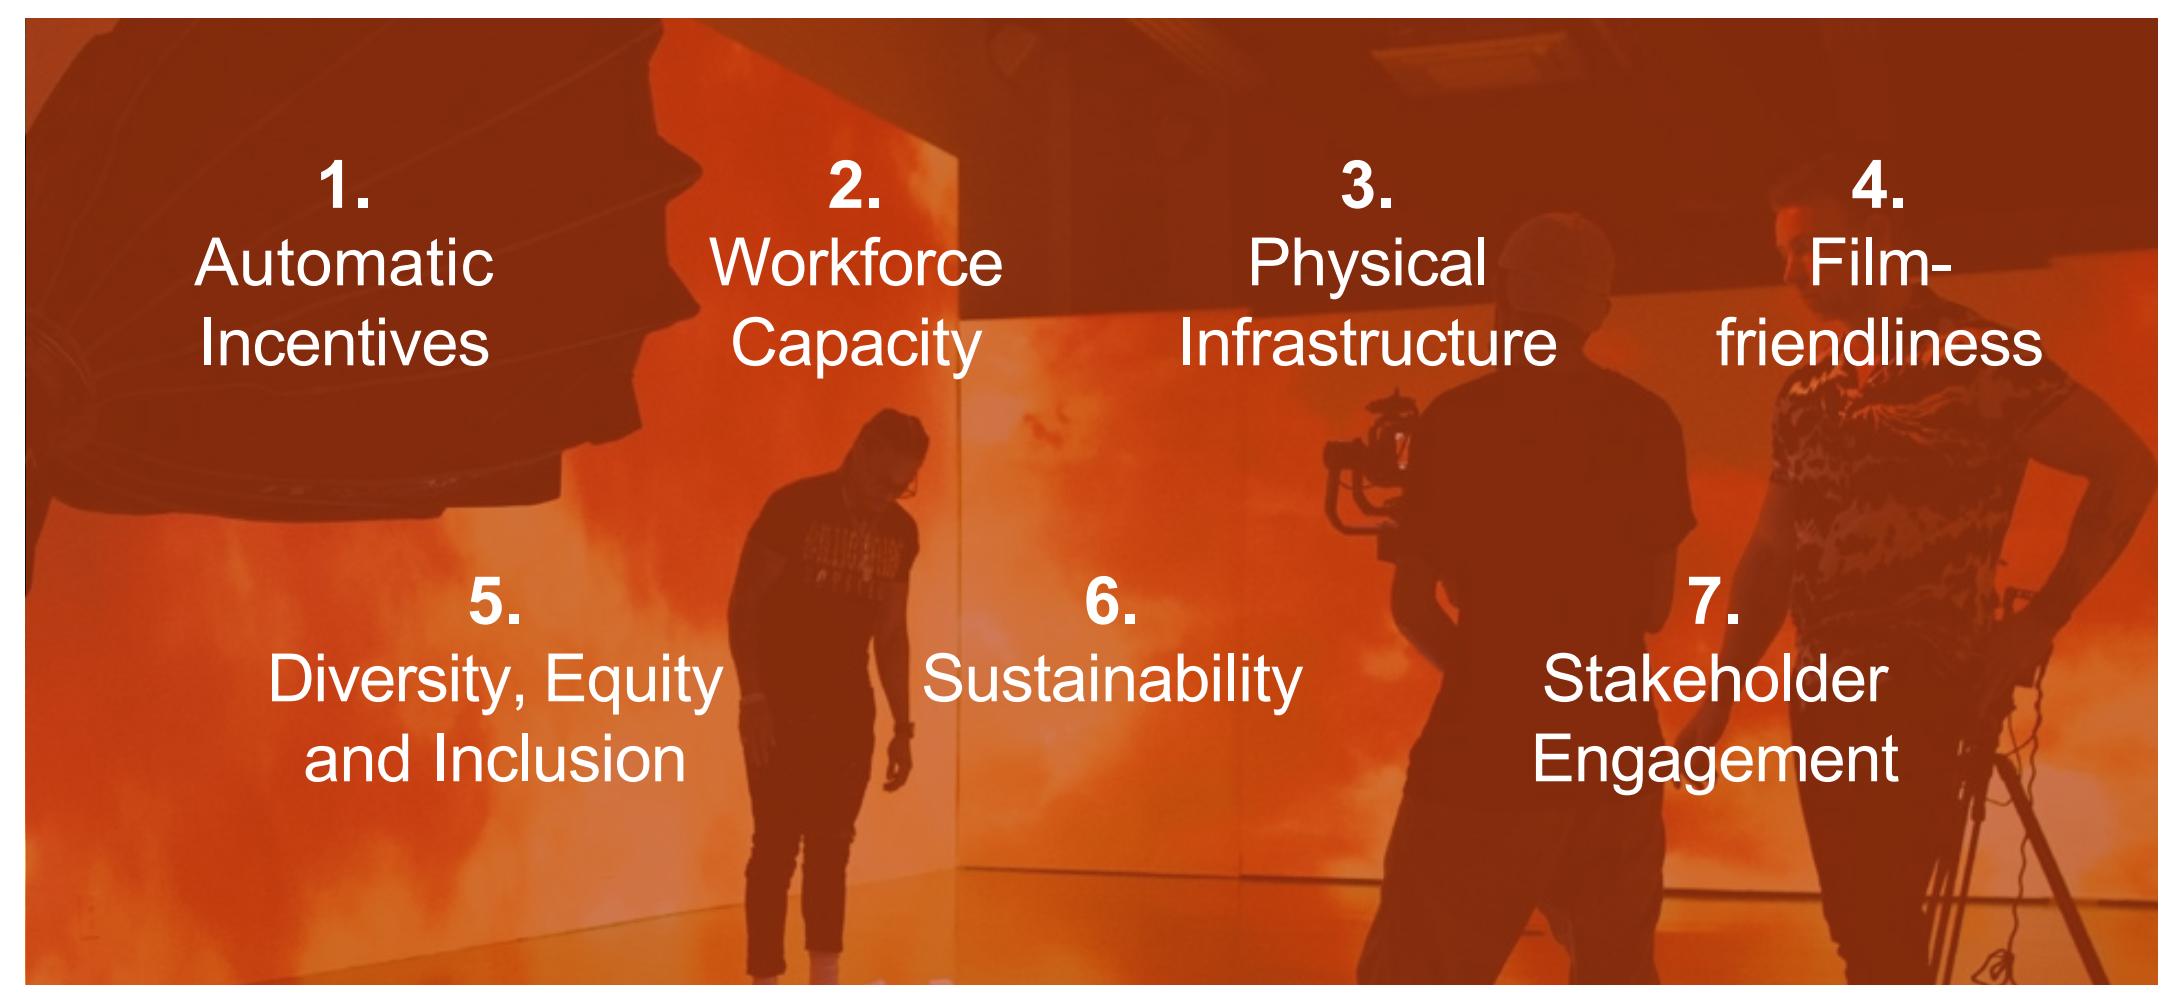 1.
Automatic
Incentives
2.
Workforce
Capacity
3.
Physical
Infrastructure
4.
Film-
friendliness
5.
Diversity, Equity
and Inclusion
6.
Sustainability
7.
Stakeholder
Engagement